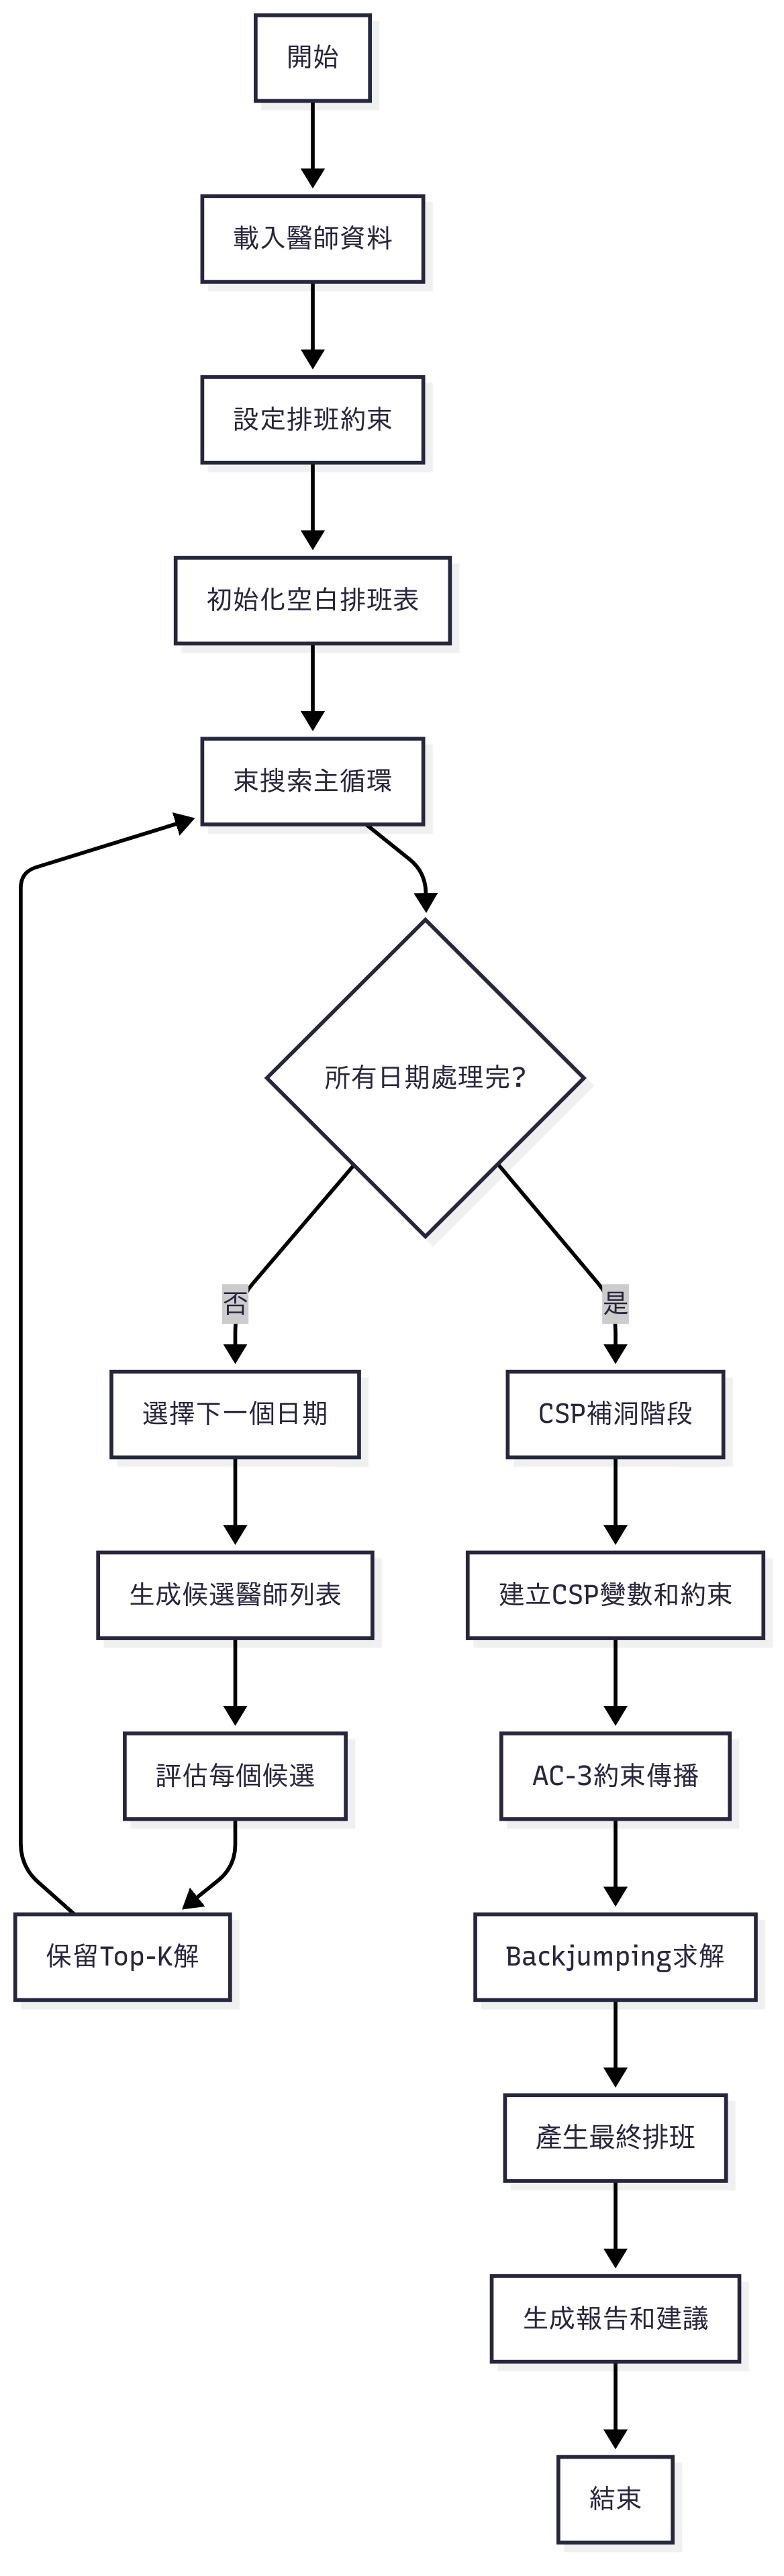 開始
載入醫師資料
設定排班約束
初始化空白排班表
束搜索主循環
所有日期處理完?
否
是
選擇下一個日期
CSP補洞階段
生成候選醫師列表
建立CSP變數和約束
評估每個候選
AC-3約束傳播
保留Top-K解
Backjumping求解
產生最終排班
生成報告和建議
結束